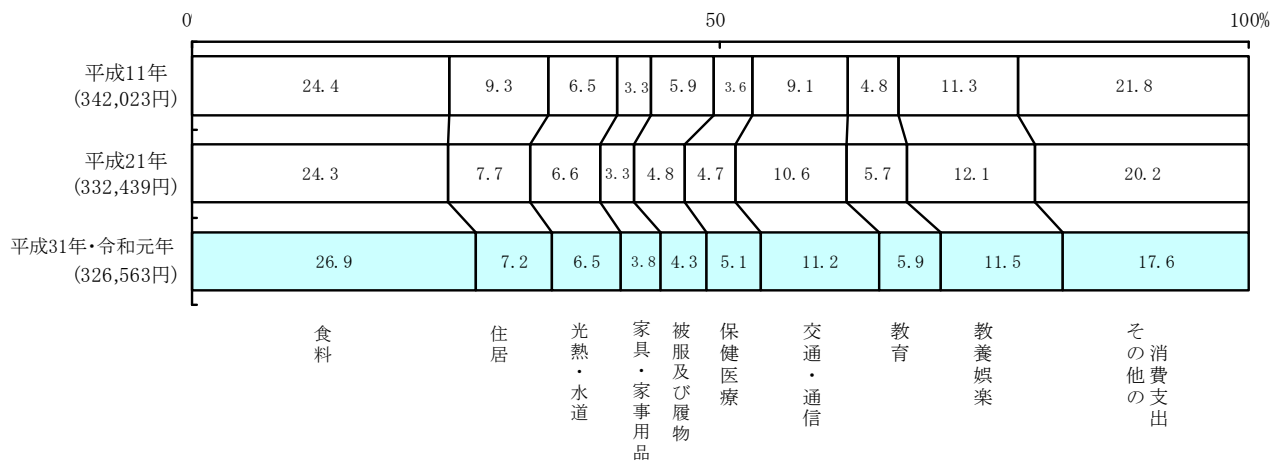 0 50 100%
平成11年
(342,023円)
24.4 9.3 6.5 3.3 5.9 3.6 9.1 4.8 11.3 21.8
平成21年
(332,439円)
24.3 7.7 6.6 3.3 4.8 4.7 10.6 5.7 12.1 20.2
平成31年・令和元年
(326,563円)
26.9 7.2 6.5 3.8 4.3 5.1 11.2 5.9 11.5 17.6
食料
住居
光熱・水道
家具・家事用品
被服及び履物
保健医療
交通・通信
教育
教養娯楽
その他の
消費支出